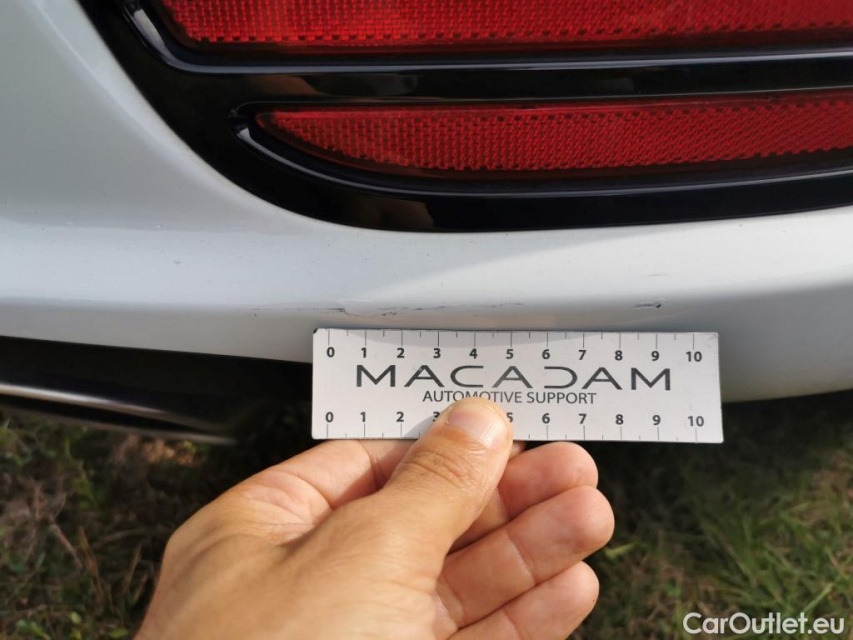 0 1 2 3 4 5 6 7 8 9 10
MACADAM
AUTOMOTIVE SUPPORT
0 1 2 3 5 6 7 8 9 10
CarOutlet.eu